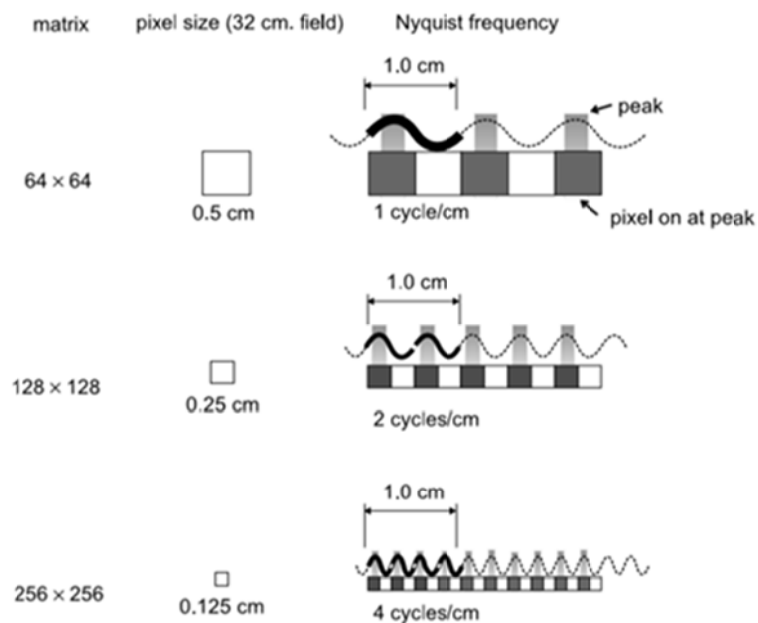 matrix pixel size (32 cm. field) Nyquist frequency
1.0 cm
peak
64 × 64
0.5 cm
1 cycle/cm
pixel on at peak
1.0 cm
128 × 128
0.25 cm
2 cycles/cm
1.0 cm
256 × 256
0.125 cm
4 cycles/cm